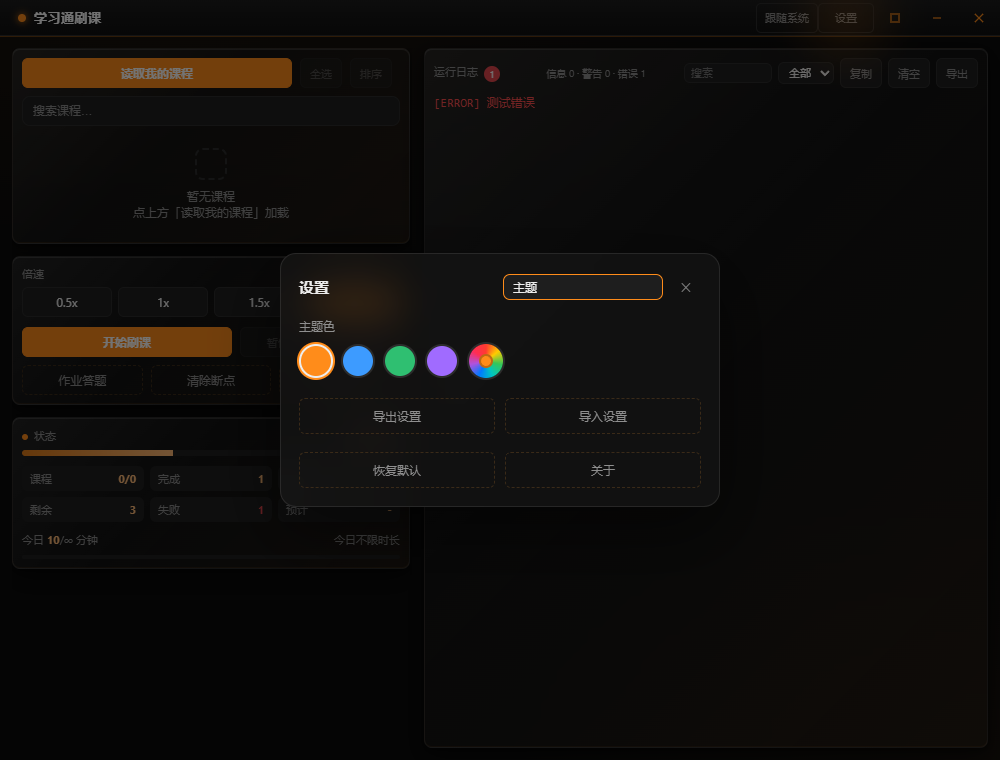 学习通刷课
跟随系统
设置
读取我的课程
全选
排序
搜索课程...
暂无课程
点上方「读取我的课程」加载
运行日志 1
信息 0 · 警告 0 · 错误 1
搜索
全部
复制
清空
导出
[ERROR] 测试错误
倍速
0.5x
1x
1.5x
开始刷课
作业答题
清除断点
设置
主题
主题色
导出设置
导入设置
恢复默认
关于
状态
课程 0/0
完成 1
剩余 3
失败 1
预计 -
今日 10/∞ 分钟
今日不限时长